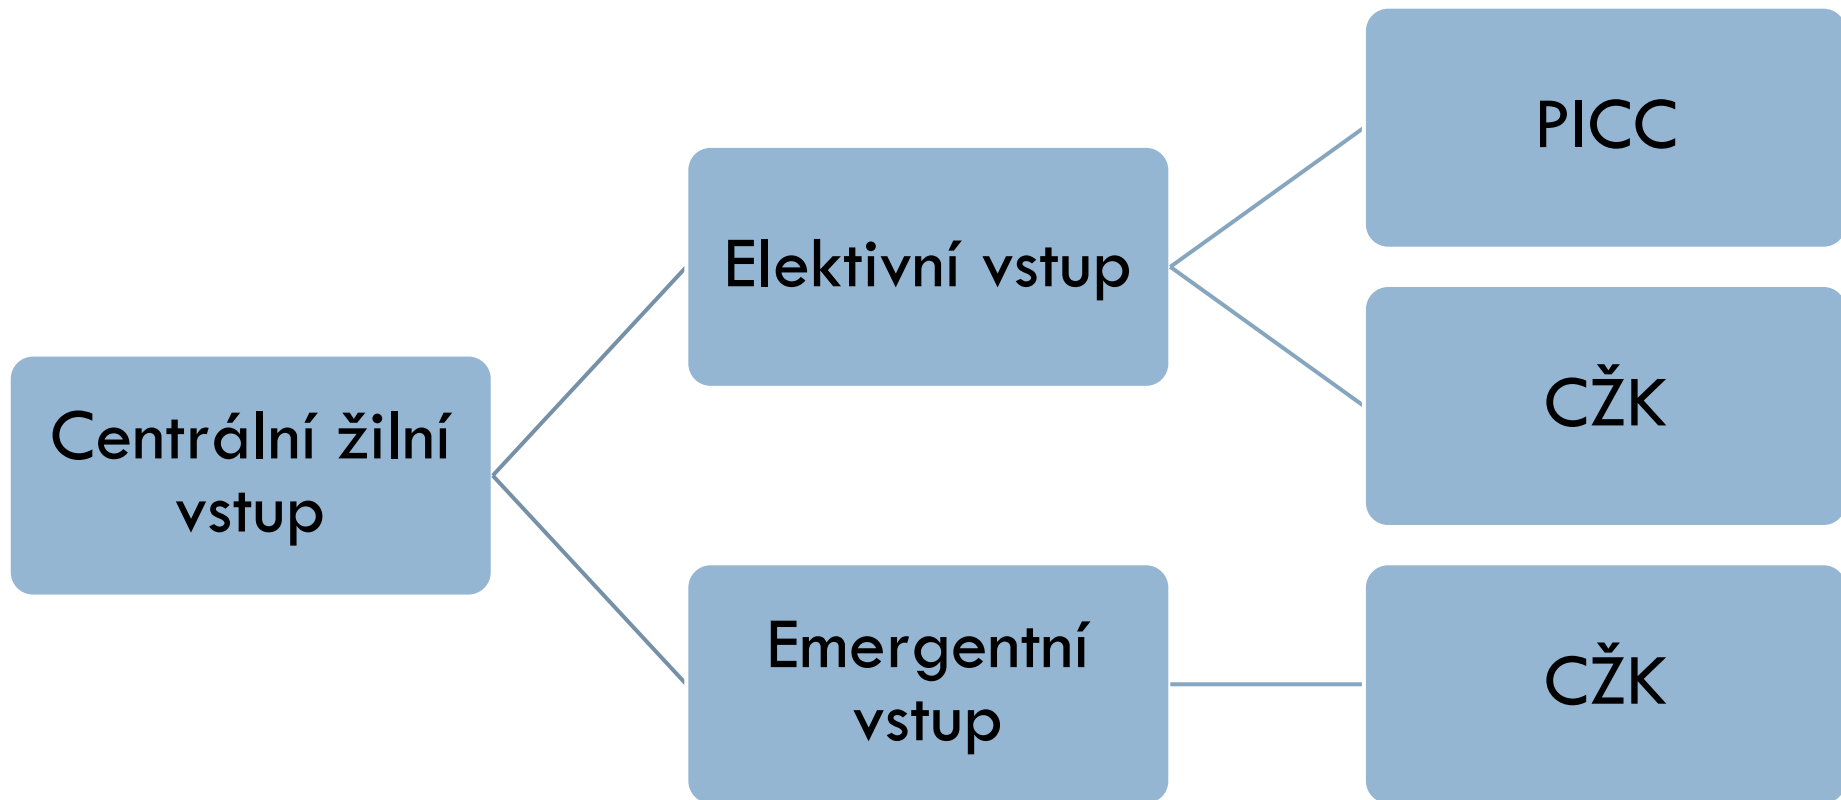 Centrální žilní
vstup
Elektivní vstup
PICC
CŽK
Emergentní
vstup
CŽK